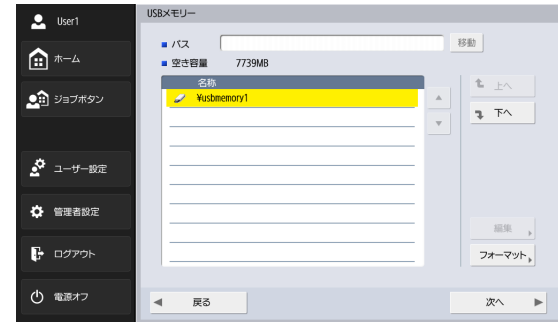 User1
ホーム
ジョブボタン
ユーザー設定
管理者設定
ログアウト
電源オフ
USBメモリー
パス
移動
空き容量 7739MB
名称
¥usbmemory1
上へ
下へ
編集
フォーマット
戻る
次へ